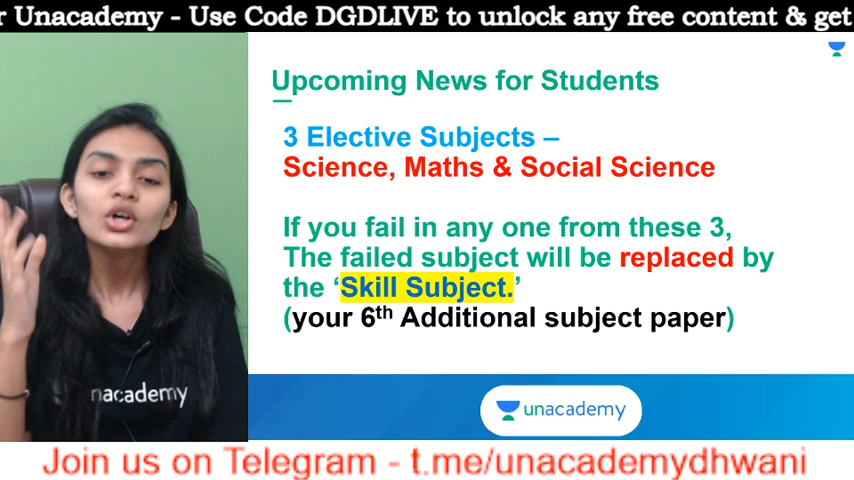 r Unacademy - Use Code DGDLIVE to unlock any free content & get
Upcoming News for Students
3 Elective Subjects –
Science, Maths & Social Science
If you fail in any one from these 3,
The failed subject will be replaced by
the ‘Skill Subject.’
(your 6th Additional subject paper)
unacademy
unacademy
Join us on Telegram - t.me/unacademydhwani